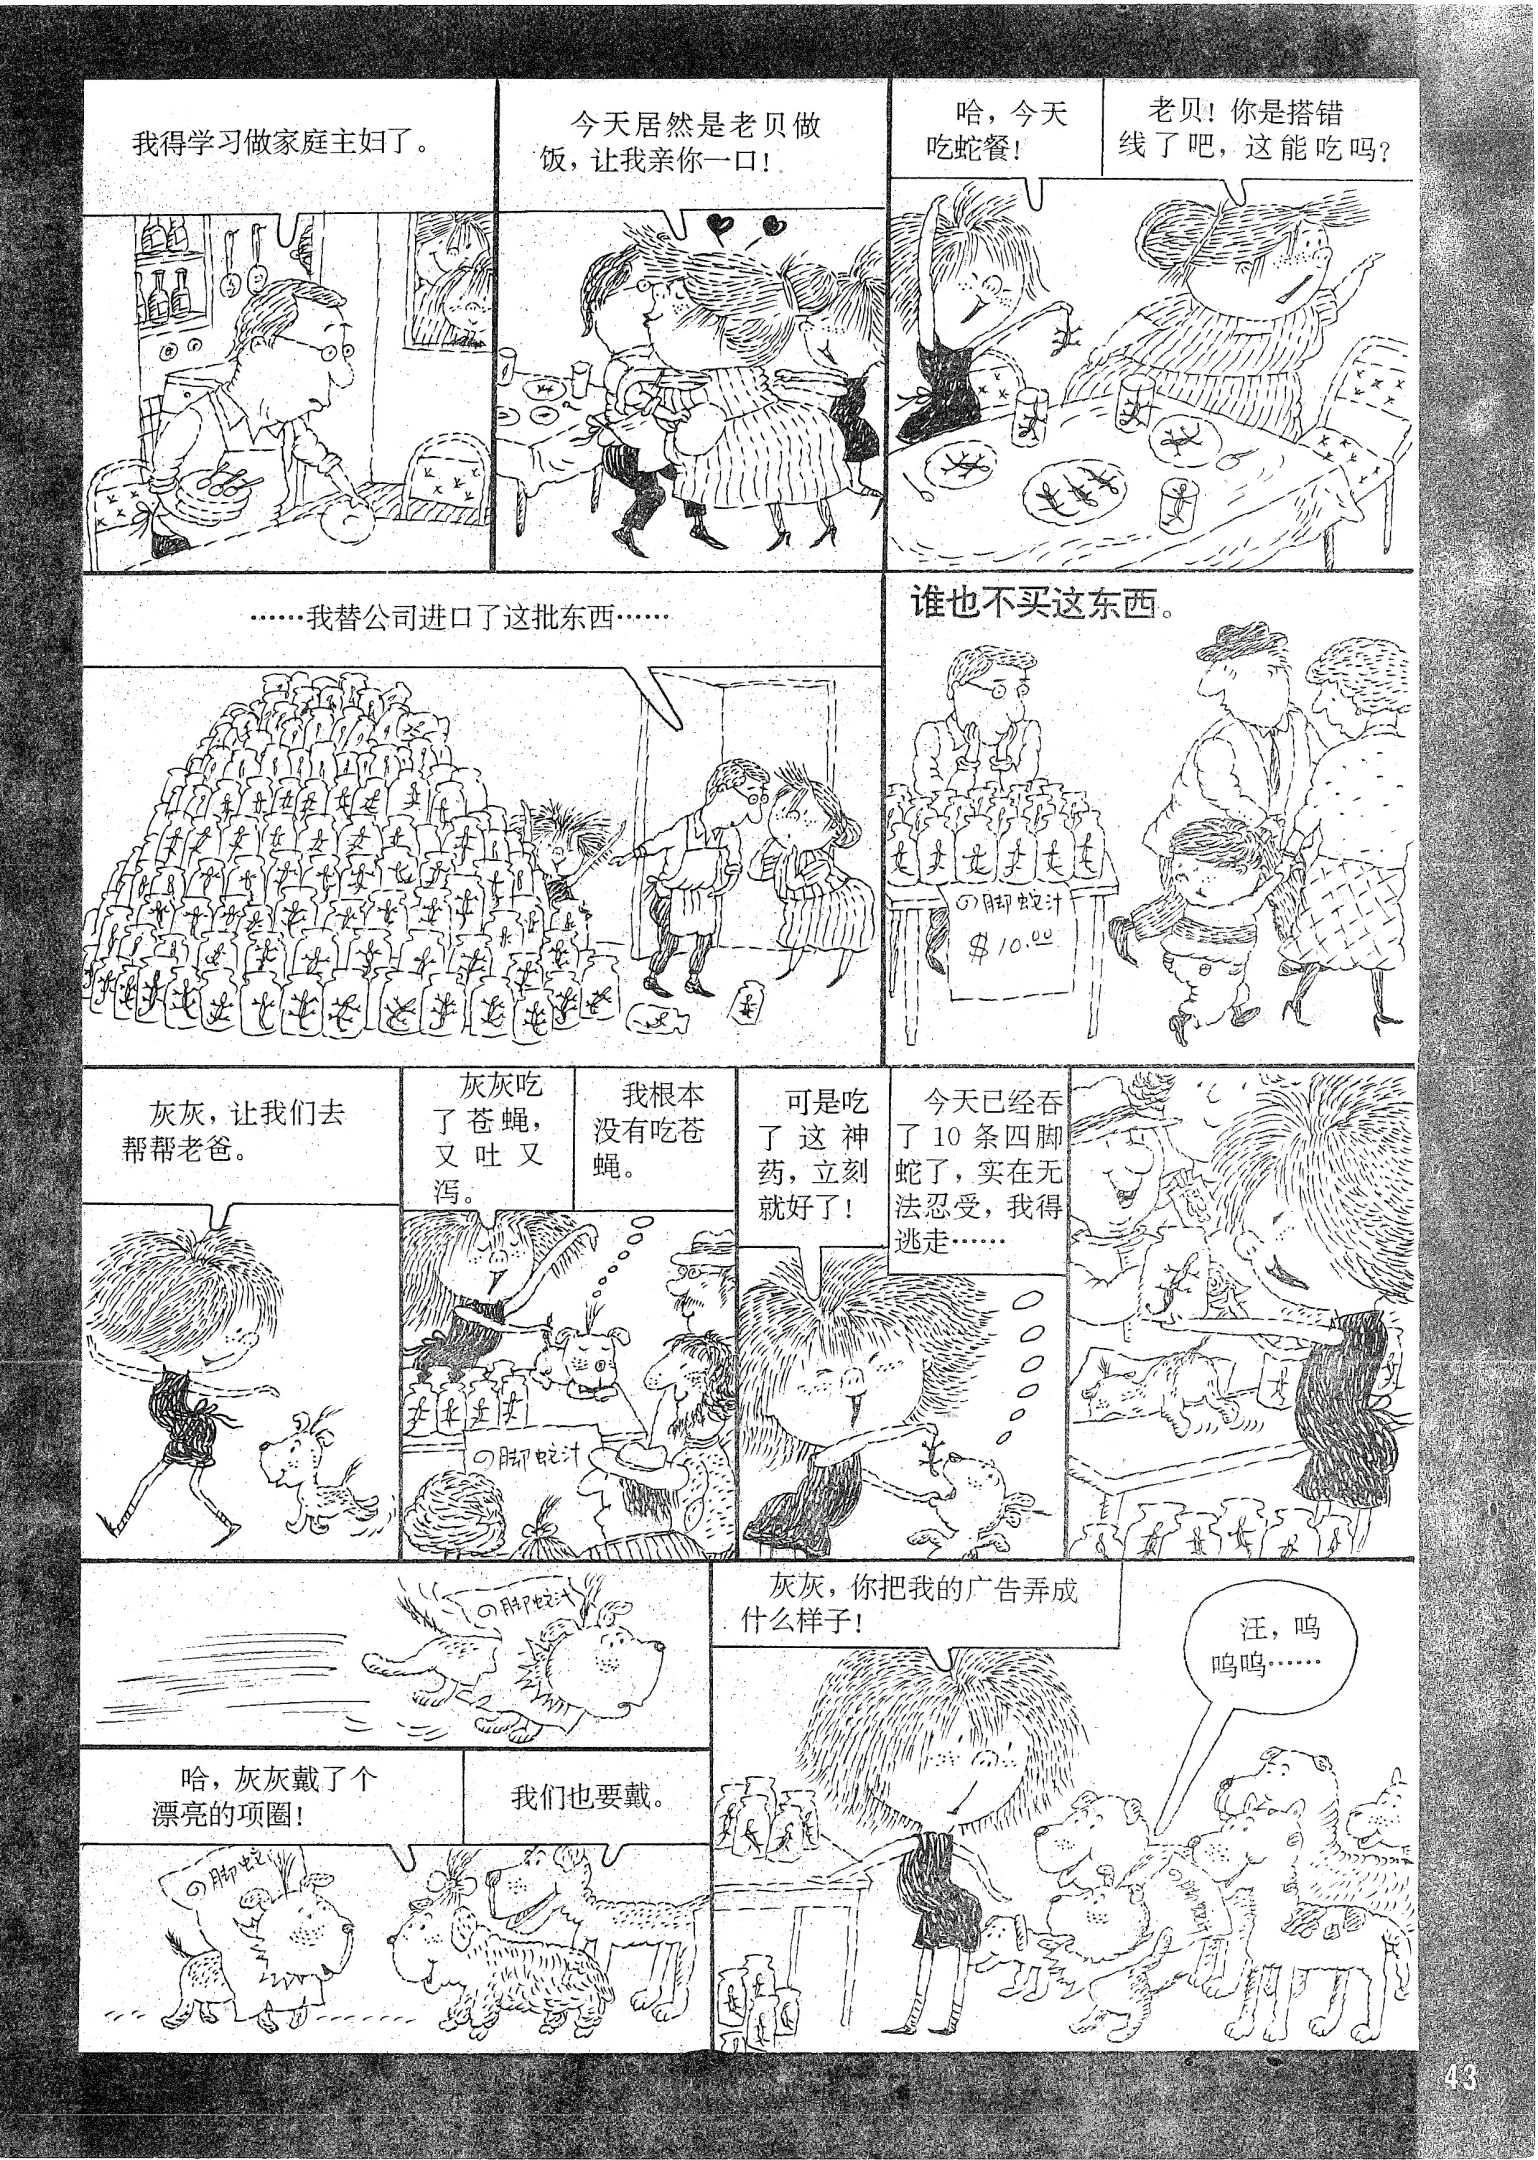 我得学习做家庭主妇了。
今天居然是老贝做
饭，让我亲你一口！
哈，今天
吃蛇餐！
老贝！你是搭错
线了吧，这能吃吗？
……我替公司进口了这批东西……
谁也不买这东西。
の脚蛇汁
$10.00
灰灰，让我们去
帮帮老爸。
灰灰吃
了苍蝇，
又吐又
泻。
我根本
没有吃苍
蝇。
の脚蛇汁
可是吃
了这神
药，立刻
就好了！
今天已经吞
了10条四脚
蛇了，实在无
法忍受，我得
逃走……
の脚蛇汁
哈，灰灰戴了个
漂亮的项圈！
我们也要戴。
の脚蛇
灰灰，你把我的广告弄成
什么样子！
汪，呜
呜呜……
43